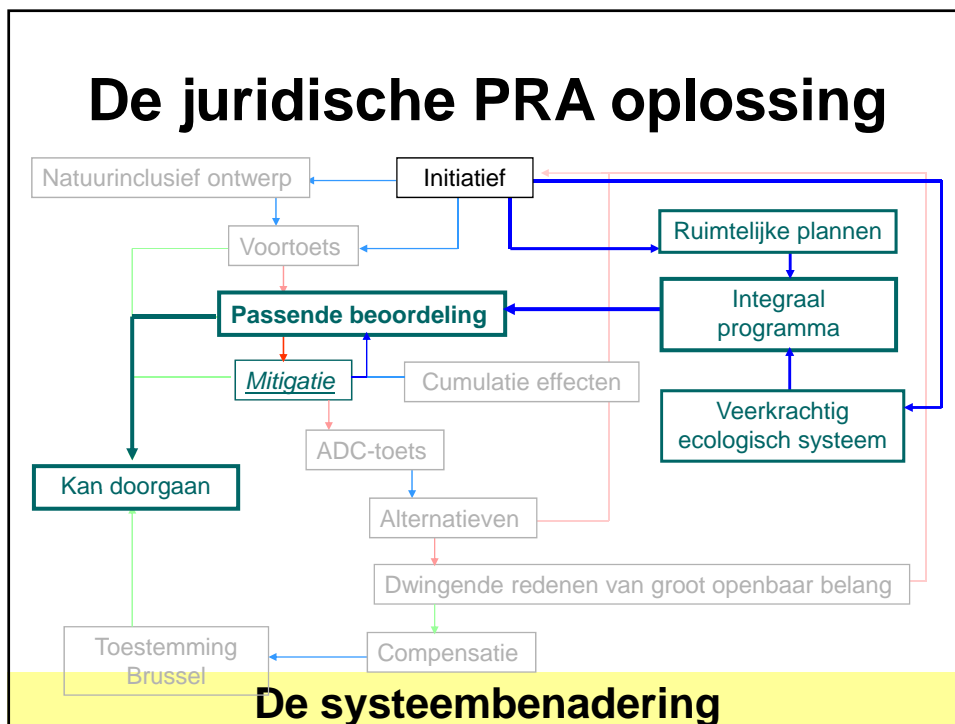 De juridische PRA oplossing
Natuurinclusief ontwerp
Initiatief
Ruimtelijke plannen
Voortoets
Integraal
programma
Passende beoordeling
Mitigatie
Cumulatie effecten
Veerkrachtig
ecologisch systeem
ADC-toets
Kan doorgaan
Alternatieven
Dwingende redenen van groot openbaar belang
Toestemming
Brussel
Compensatie
De systeembenadering